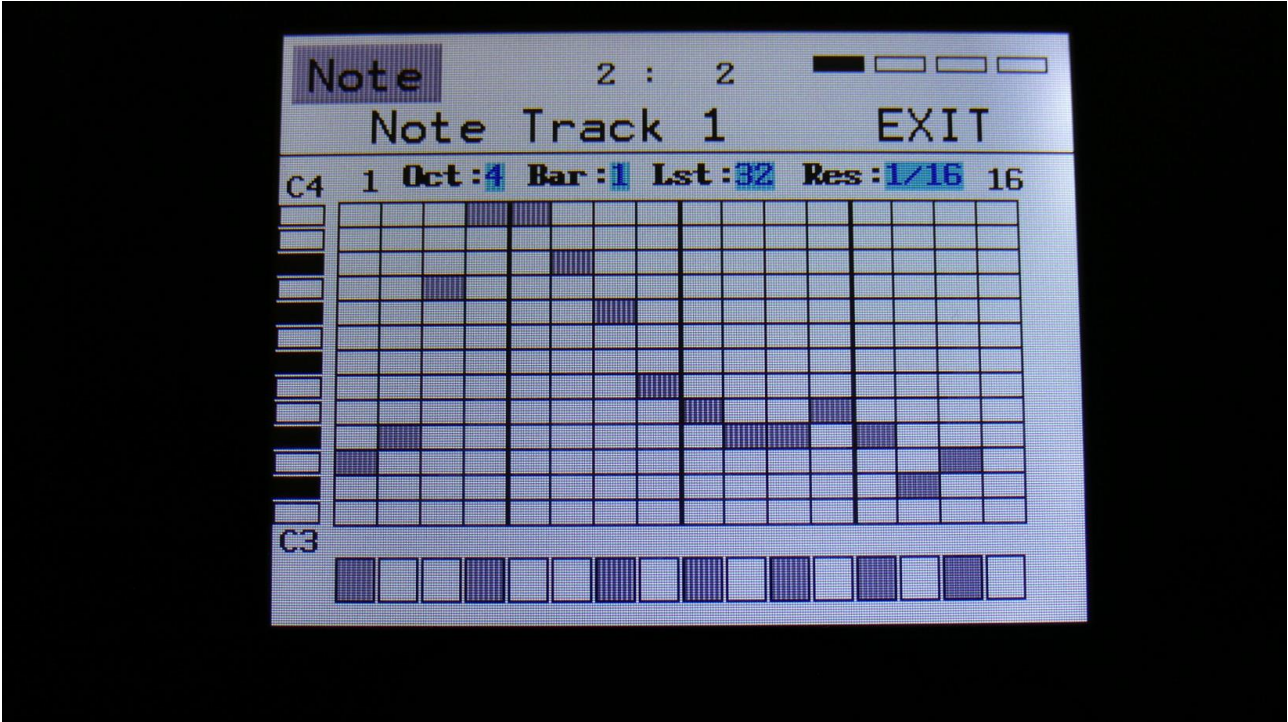 Note 2 : 2
Note Track 1 EXIT
C4 1 Oct:4 Bar:1 Lst:32 Res:1/16 16
C3